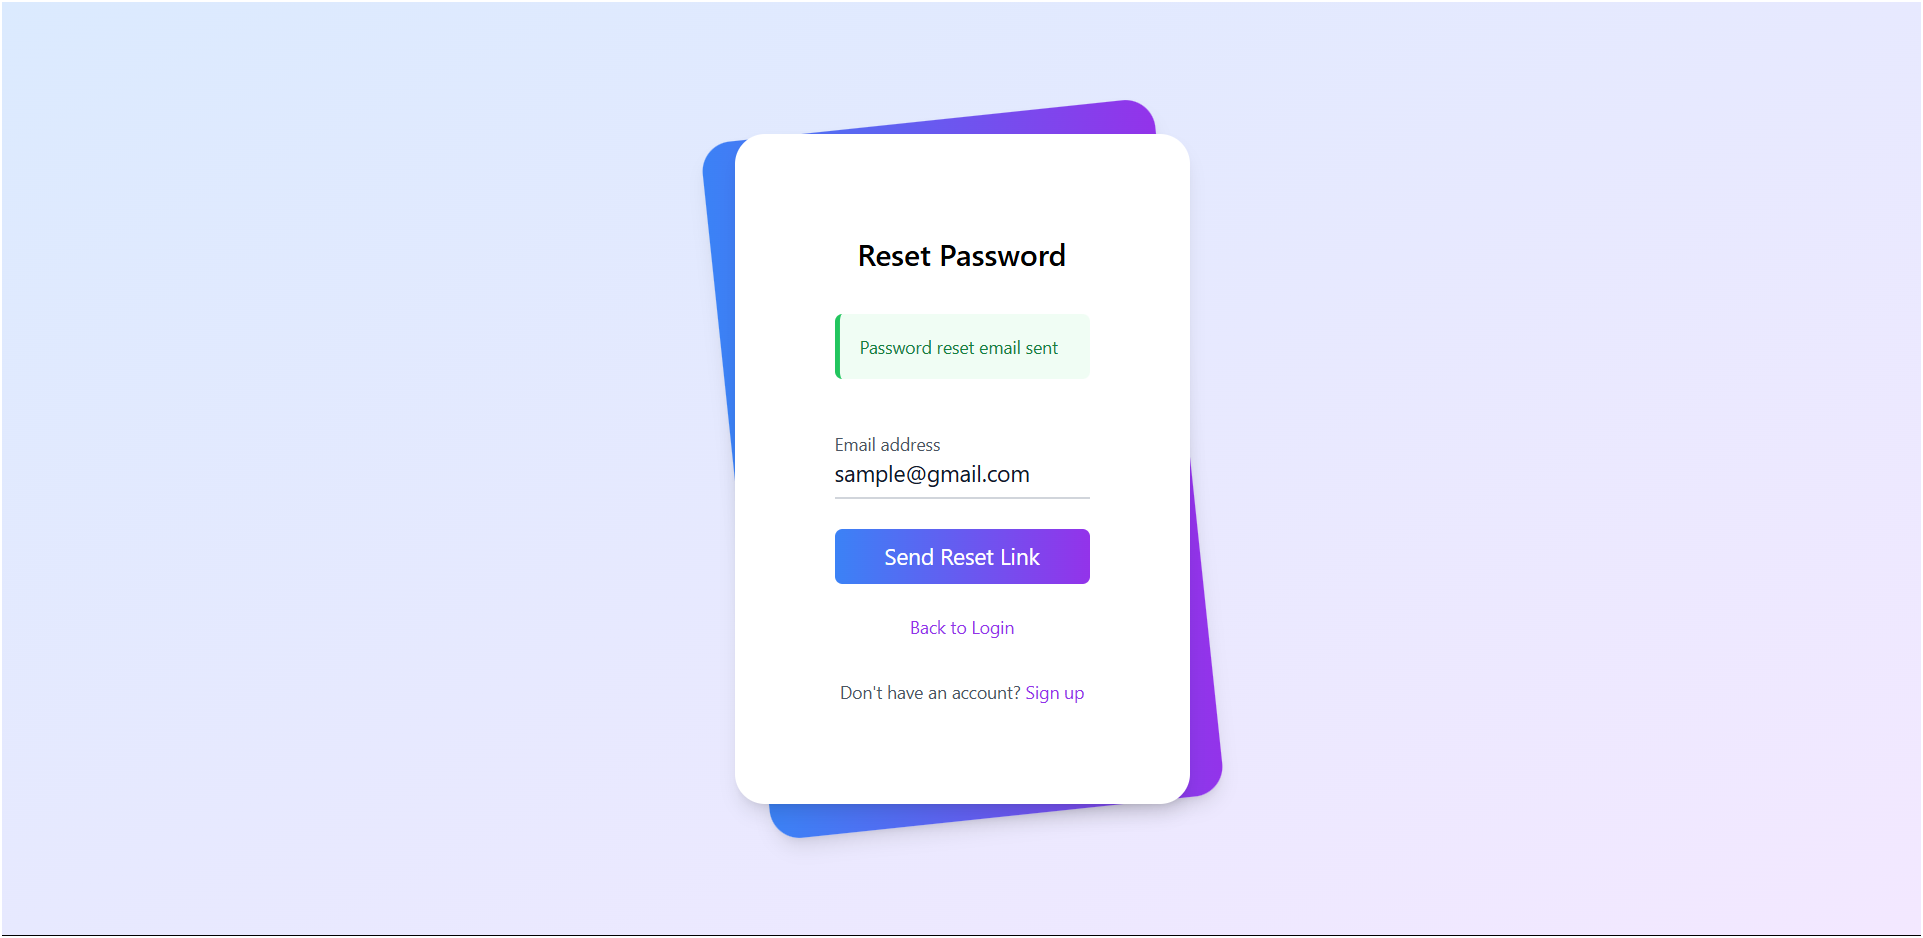 Reset Password
Password reset email sent
Email address
sample@gmail.com
Send Reset Link
Back to Login
Don't have an account? Sign up